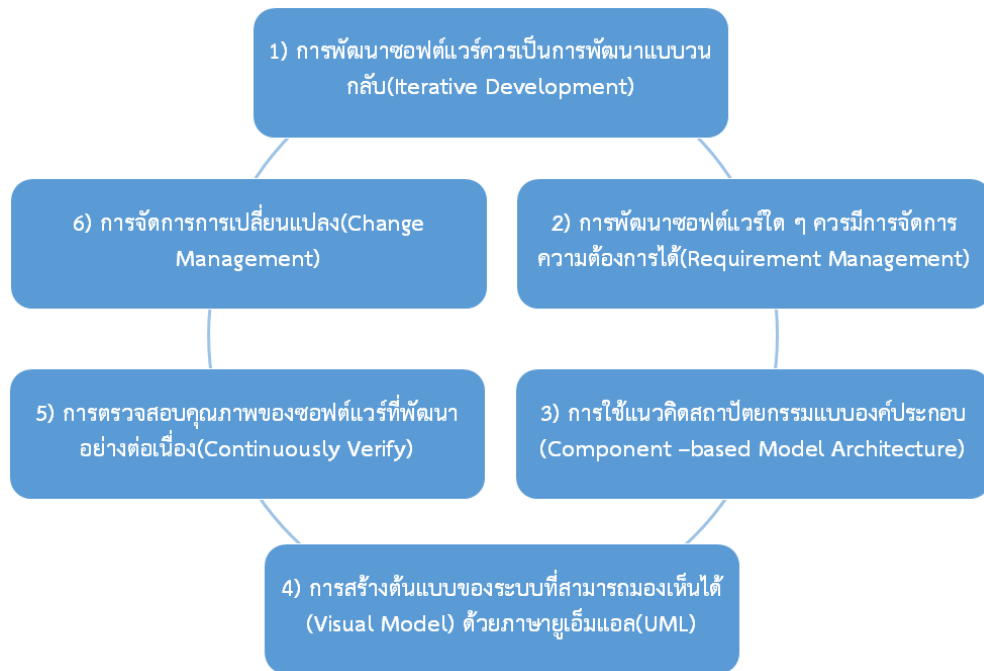 1) การพัฒนาซอฟต์แวร์ควรเป็นการพัฒนาแบบวน
กลับ(Iterative Development)
2) การพัฒนาซอฟต์แวร์ใด ๆ ควรมีการจัดการ
ความต้องการได้(Requirement Management)
3) การใช้แนวคิดสถาปัตยกรรมแบบองค์ประกอบ
(Component –based Model Architecture)
4) การสร้างต้นแบบของระบบที่สามารถมองเห็นได้
(Visual Model) ด้วยภาษายูเอ็มแอล(UML)
5) การตรวจสอบคุณภาพของซอฟต์แวร์ที่พัฒนา
อย่างต่อเนื่อง(Continuously Verify)
6) การจัดการการเปลี่ยนแปลง(Change
Management)